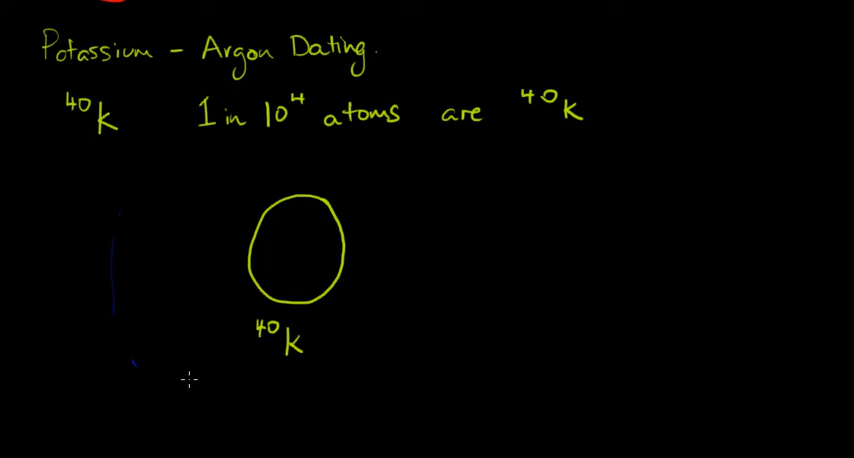 Potassium - Argon Dating.
⁴⁰K 1 in 10⁴ atoms are ⁴⁰K
⁴⁰K